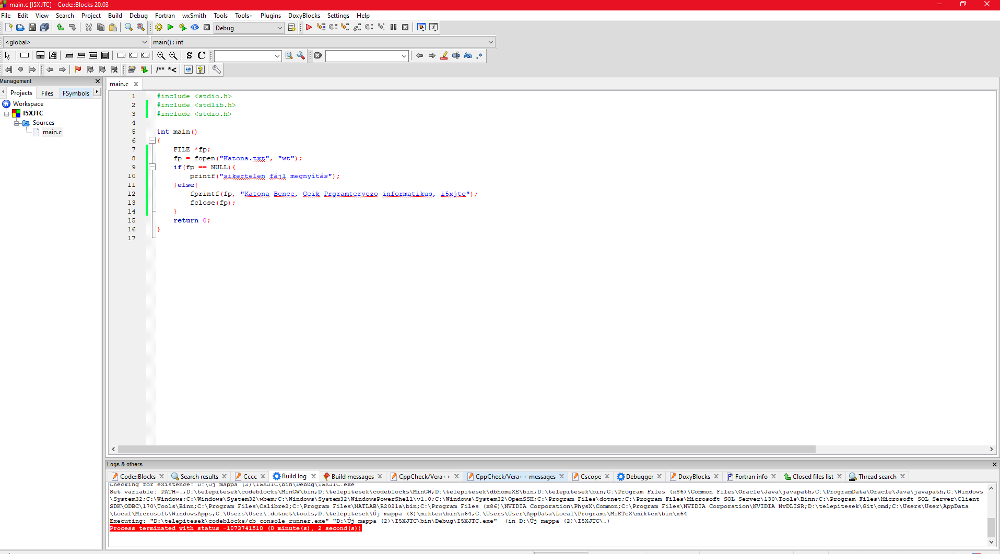 main.c [I5XJTC] - Code::Blocks 20.03
File Edit View Search Project Build Debug Fortran wxSmith Tools Tools+ Plugins DoxyBlocks Settings Help
Debug
<global> main() : int
S C
Aa .*
/** *<
Management
Projects Files FSymbols
Workspace
I5XJTC
Sources
main.c
main.c
1 #include <stdio.h>
2 #include <stdlib.h>
3 #include <stdio.h>
4
5 int main()
6 {
7 FILE *fp;
8 fp = fopen("Katona.txt", "wt");
9 if(fp == NULL){
10 printf("sikertelen fájl megnyítás");
11 }else{
12 fprintf(fp, "Katona Bence, Geik Prgramtervezo informatikus, i5xjtc");
13 fclose(fp);
14 }
15 return 0;
16 }
17
Logs & others
Code::Blocks Search results Cccc Build log Build messages CppCheck/Vera++ CppCheck/Vera++ messages Cscope Debugger DoxyBlocks Fortran info Closed files list Thread search
Checking for existence: D:\Új mappa (2)\I5XJTC\bin\Debug\I5XJTC.exe
Set variable: PATH=.;D:\telepitesek\codeblocks\MinGW\bin;D:\telepitesek\codeblocks\MinGW;D:\telepitesek\dbhomeXE\bin;D:\telepitesek\bin;C:\Program Files (x86)\Common Files\Oracle\Java\javapath;C:\ProgramData\Oracle\Java\javapath;C:\Windows
\System32;C:\Windows;C:\Windows\System32\wbem;C:\Windows\System32\WindowsPowerShell\v1.0;C:\Windows\System32\OpenSSH;C:\Program Files\dotnet;C:\Program Files\Microsoft SQL Server\130\Tools\Binn;C:\Program Files\Microsoft SQL Server\Client
SDK\ODBC\170\Tools\Binn;C:\Program Files\Calibre2;C:\Program Files\MATLAB\R2021a\bin;C:\Program Files (x86)\NVIDIA Corporation\PhysX\Common;C:\Program Files\NVIDIA Corporation\NVIDIA NvDLISR;D:\telepitesek\Git\cmd;C:\Users\User\AppData
\Local\Microsoft\WindowsApps;C:\Users\User\.dotnet\tools;D:\telepitesek\Új mappa (3)\miktex\bin\x64;C:\Users\User\AppData\Local\Programs\MiKTeX\miktex\bin\x64
Executing: "D:\telepitesek\codeblocks/cb_console_runner.exe" "D:\Új mappa (2)\I5XJTC\bin\Debug\I5XJTC.exe" (in D:\Új mappa (2)\I5XJTC\.)
Process terminated with status -1073741510 (0 minute(s), 2 second(s))